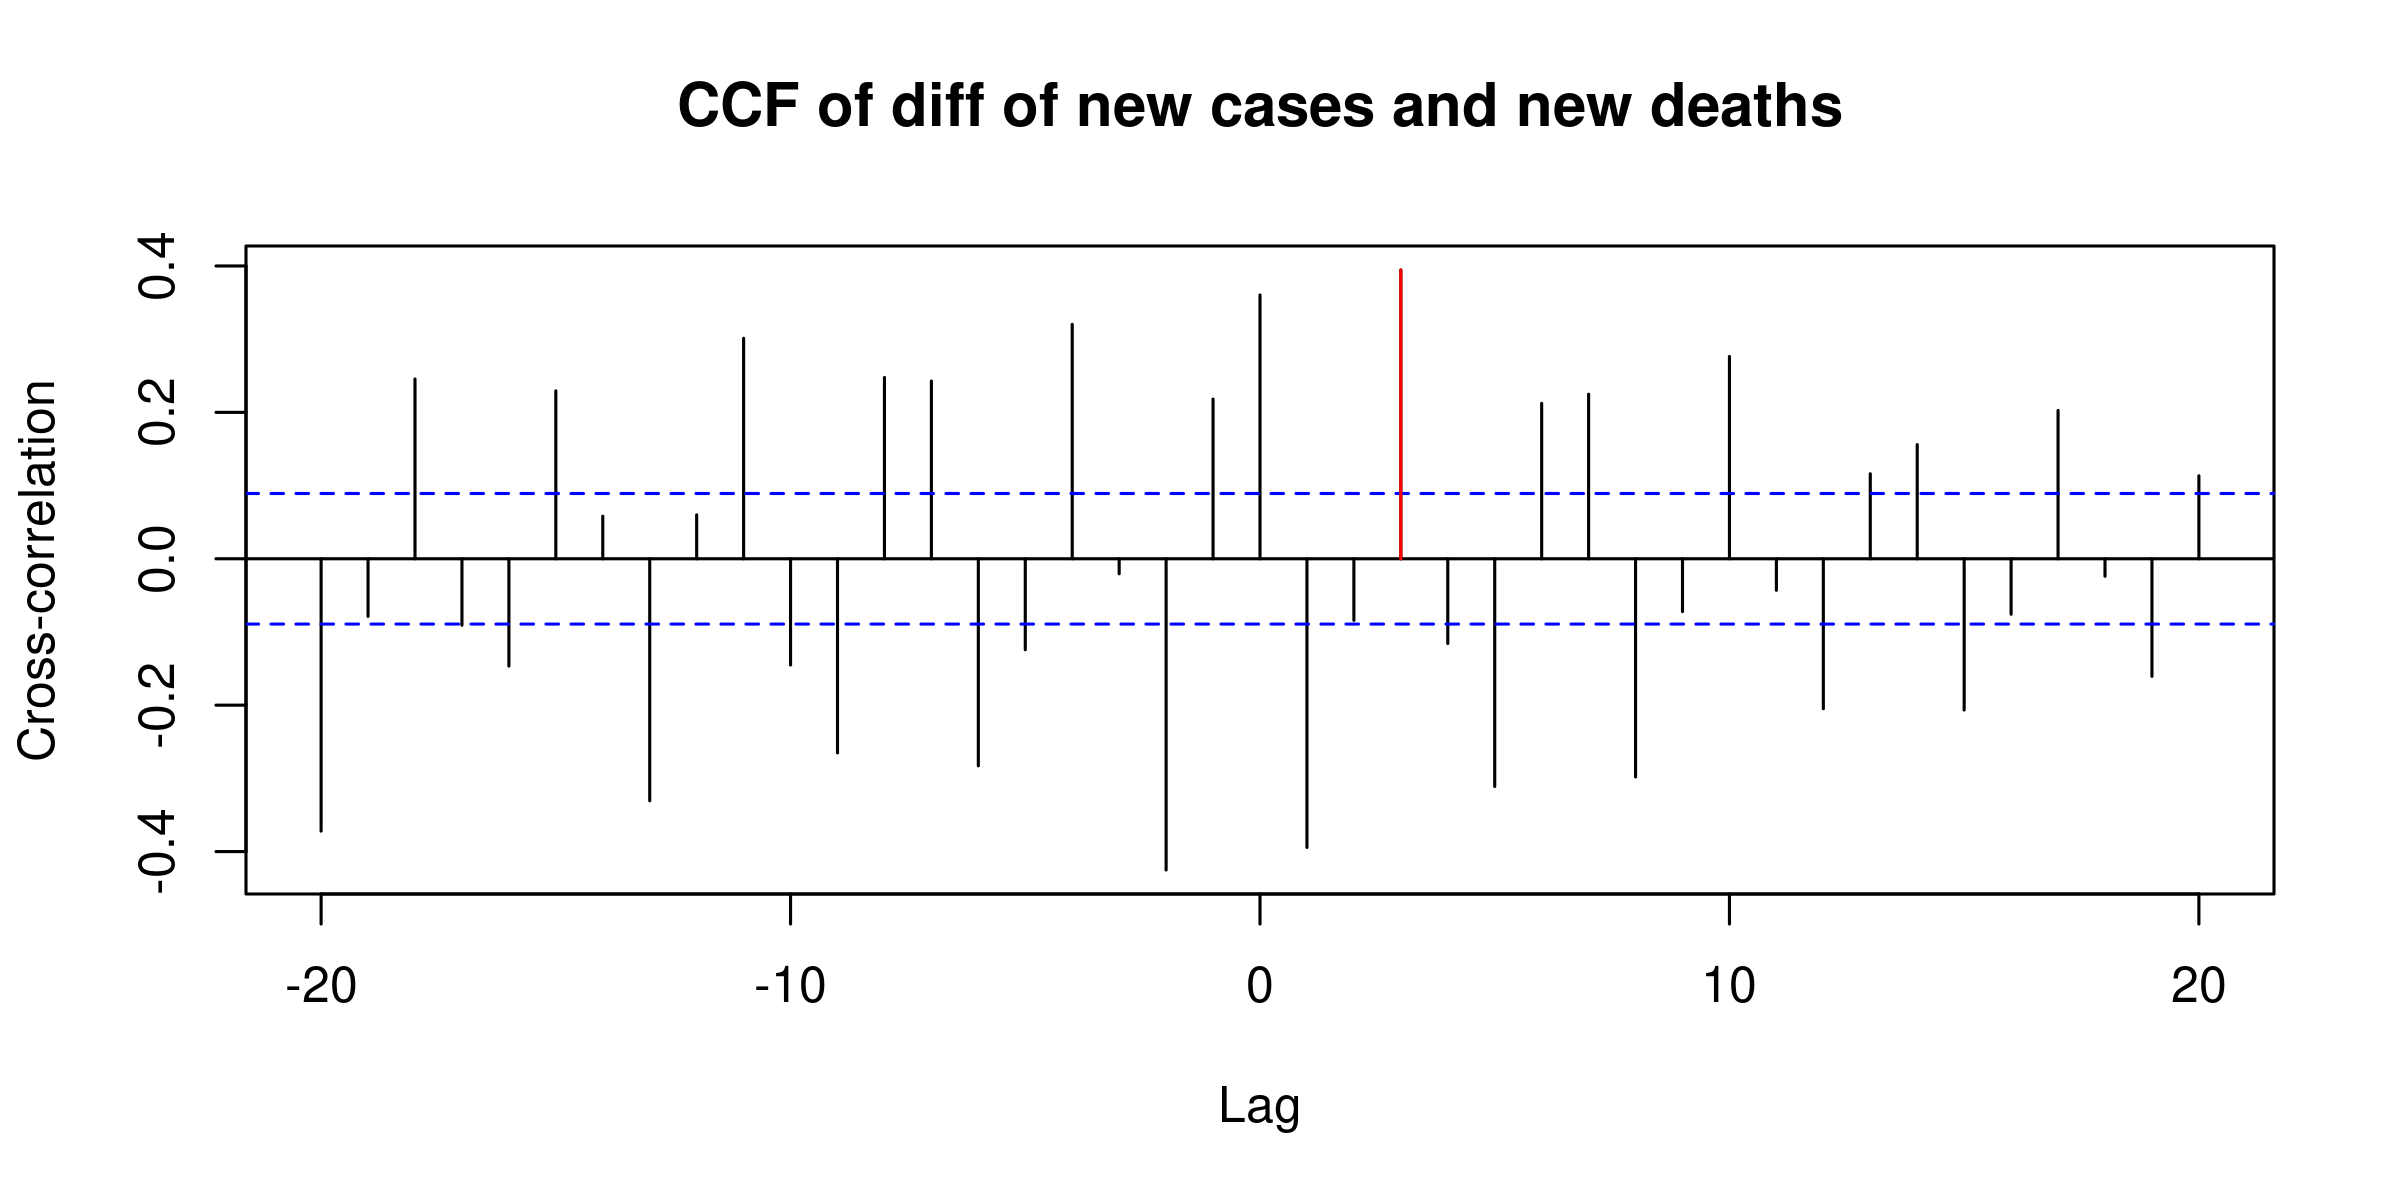 CCF of diff of new cases and new deaths
Cross-correlation
0.4
0.2
0.0
-0.2
-0.4
-20 -10 0 10 20
Lag